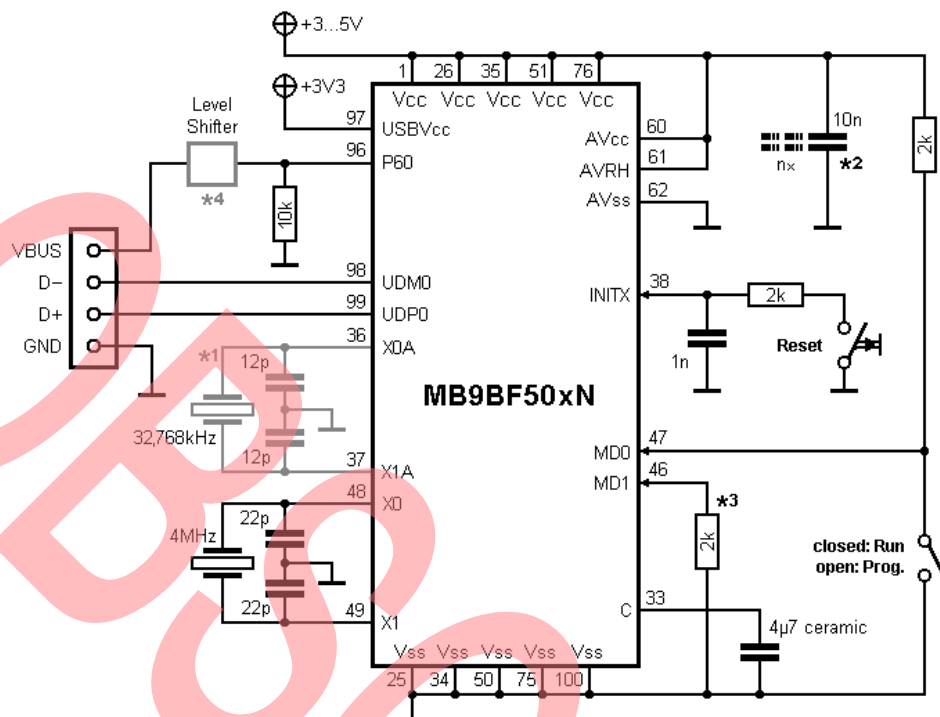 +3...5V
1 26 35 51 76
+3V3
Vcc Vcc Vcc Vcc Vcc
Level
Shifter
97
USBVcc
10n
60
AVcc
2k
96
P60
61
AVRH
nx
*2
*4
62
AVss
10k
VBUS
98
D−
UDM0
38
INITX
2k
99
D+
UDP0
36
GND
X0A
*1
12p
1n
Reset
MB9BF50xN
32,768kHz
12p
47
MD0
37
X1A
46
MD1
48
X0
*3
22p
4MHz
2k
closed: Run
open: Prog.
22p
49
X1
33
C
4µ7 ceramic
Vss Vss Vss Vss Vss
25 34 50 75 100
OBS